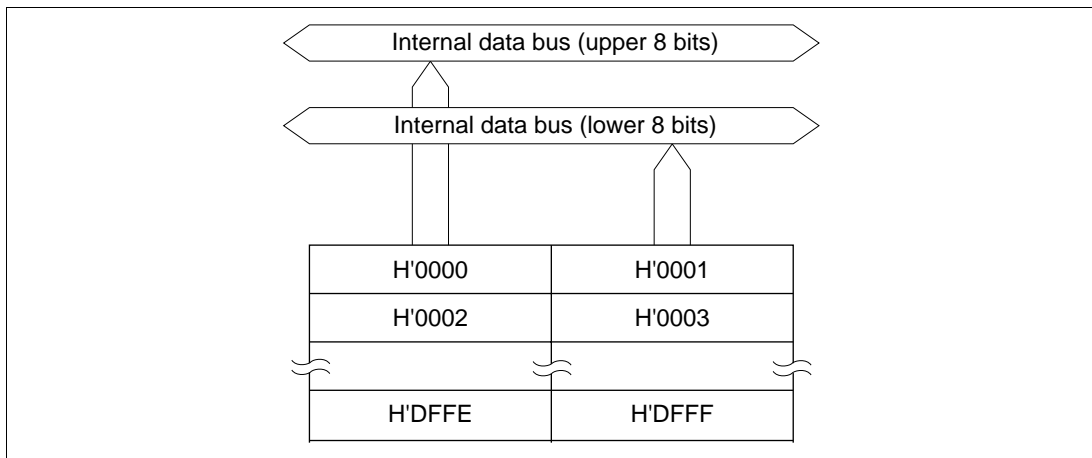 Internal data bus (upper 8 bits)
Internal data bus (lower 8 bits)
H'0000 H'0001
H'0002 H'0003
H'DFFE H'DFFF